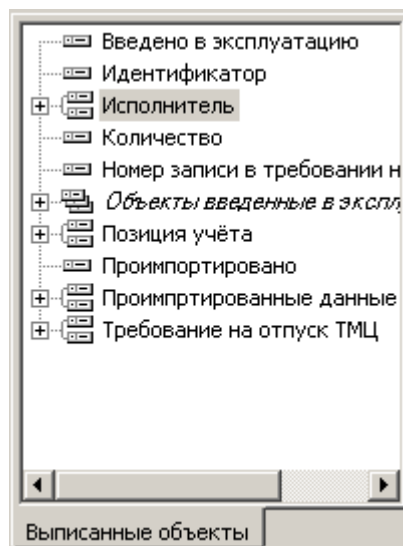 Введено в эксплуатацию
Идентификатор
Исполнитель
Количество
Номер записи в требовании н
Объекты введенные в экспл
Позиция учёта
Проимпортировано
Проимпртированные данные
Требование на отпуск ТМЦ
Выписанные объекты